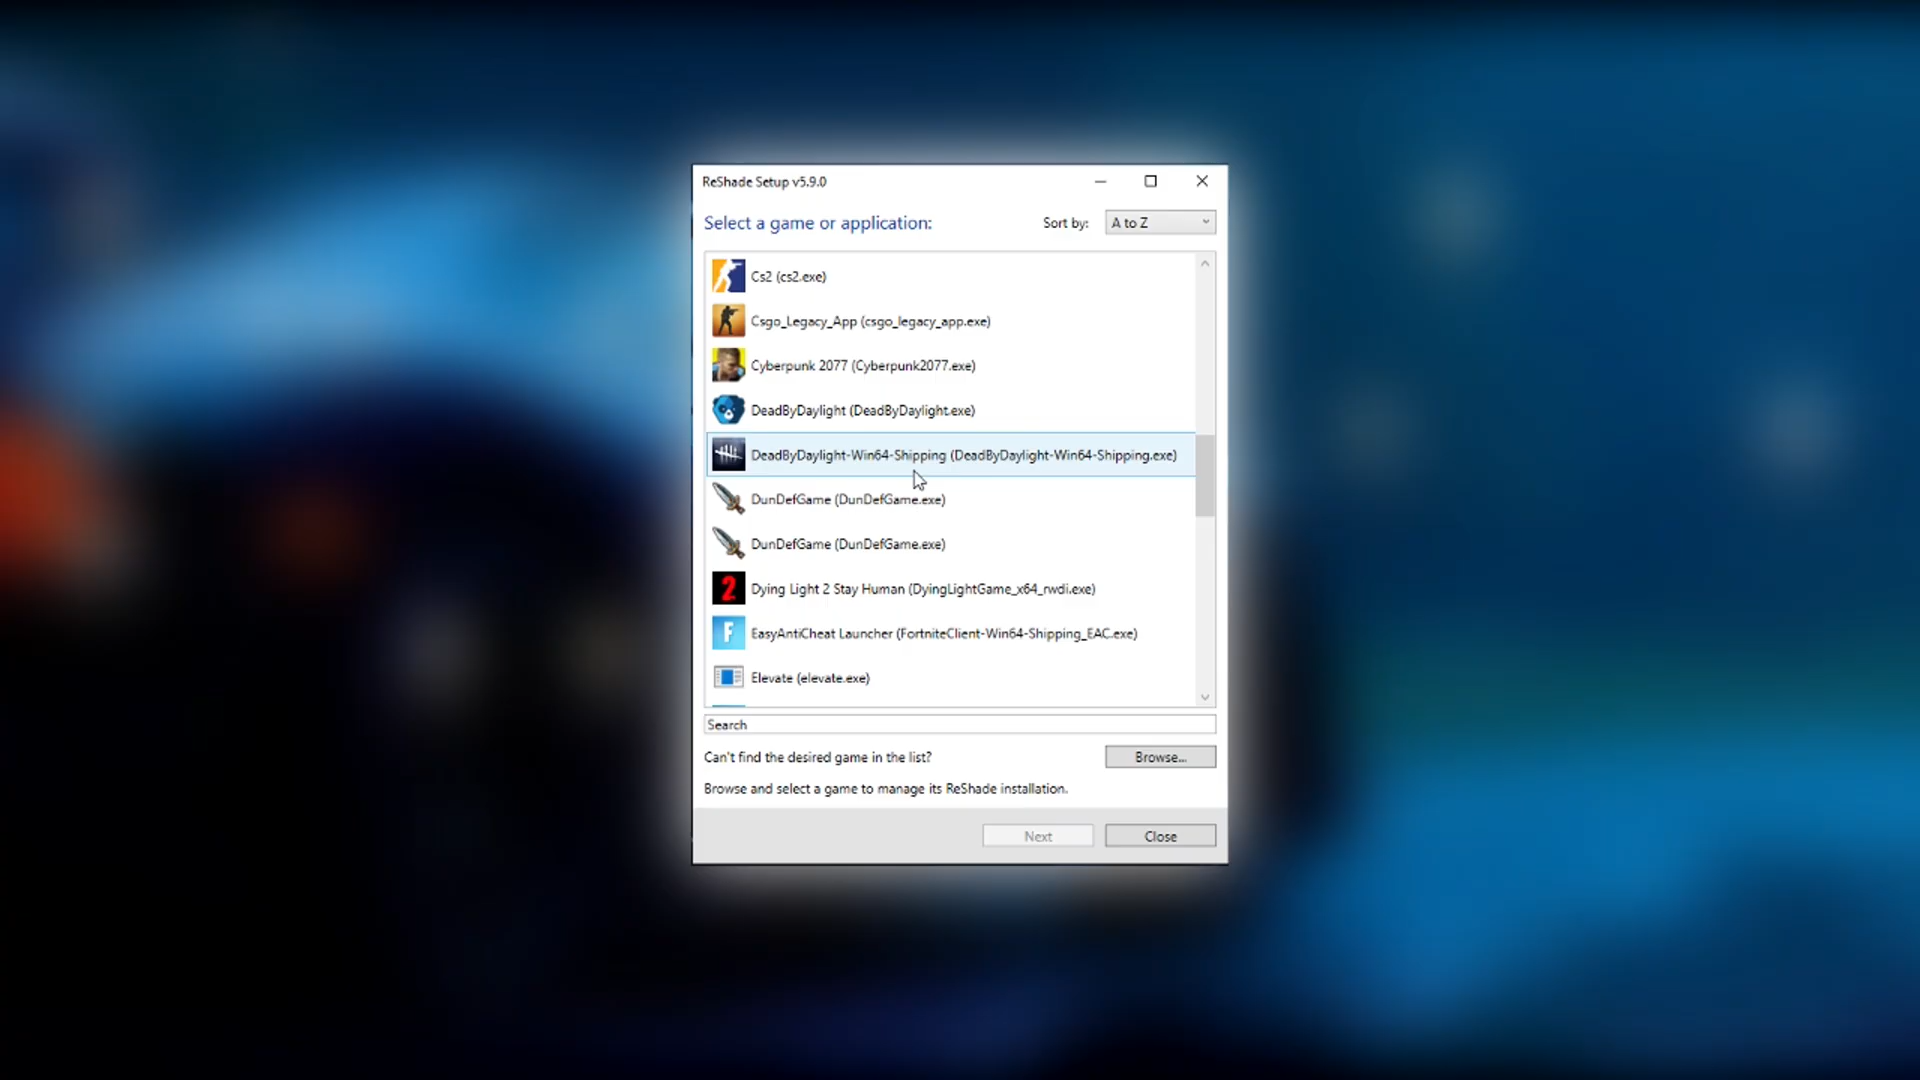 ReShade Setup v5.9.0
Select a game or application:
Sort by:
A to Z
Cs2 (cs2.exe)
Csgo_Legacy_App (csgo_legacy_app.exe)
Cyberpunk 2077 (Cyberpunk2077.exe)
DeadByDaylight (DeadByDaylight.exe)
DeadByDaylight-Win64-Shipping (DeadByDaylight-Win64-Shipping.exe)
DunDefGame (DunDefGame.exe)
DunDefGame (DunDefGame.exe)
2
Dying Light 2 Stay Human (DyingLightGame_x64_rwdi.exe)
F
EasyAntiCheat Launcher (FortniteClient-Win64-Shipping_EAC.exe)
Elevate (elevate.exe)
Search
Can't find the desired game in the list?
Browse...
Browse and select a game to manage its ReShade installation.
Next
Close